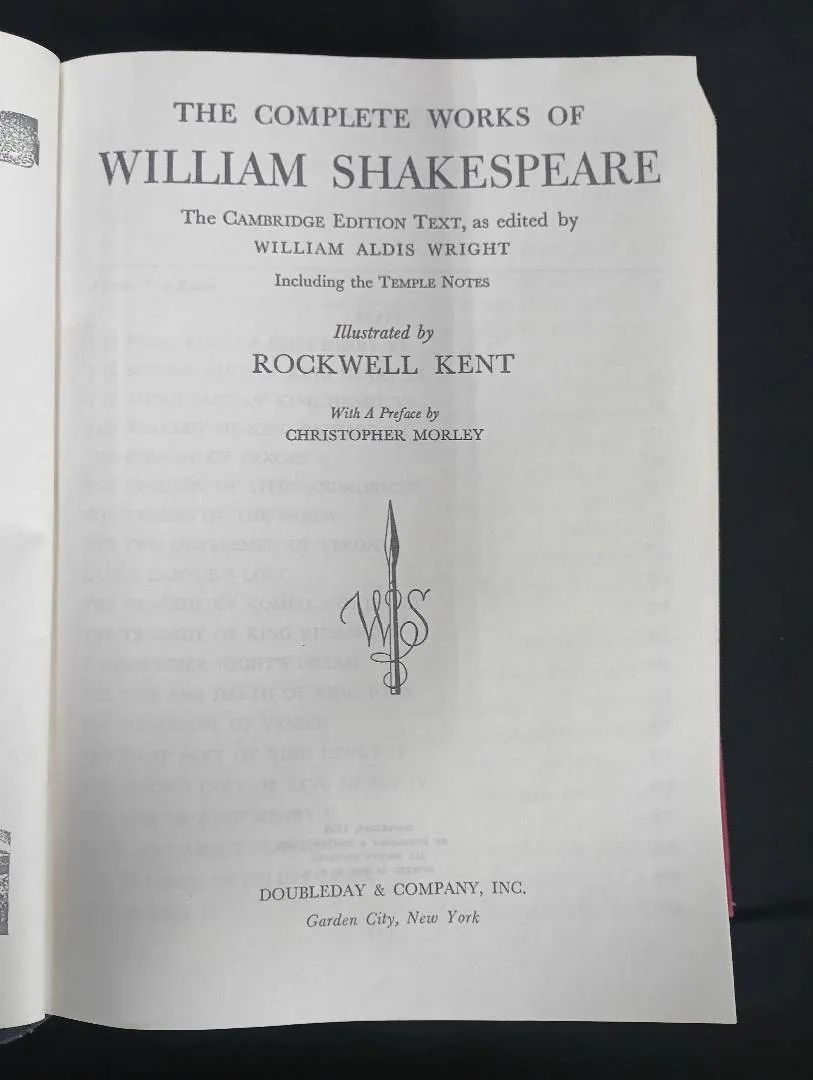 THE COMPLETE WORKS OF
WILLIAM SHAKESPEARE
The CAMBRIDGE EDITION TEXT, as edited by
WILLIAM ALDIS WRIGHT
Including the TEMPLE NOTES
Illustrated by
ROCKWELL KENT
With A Preface by
CHRISTOPHER MORLEY
WS
DOUBLEDAY & COMPANY, INC.
Garden City, New York